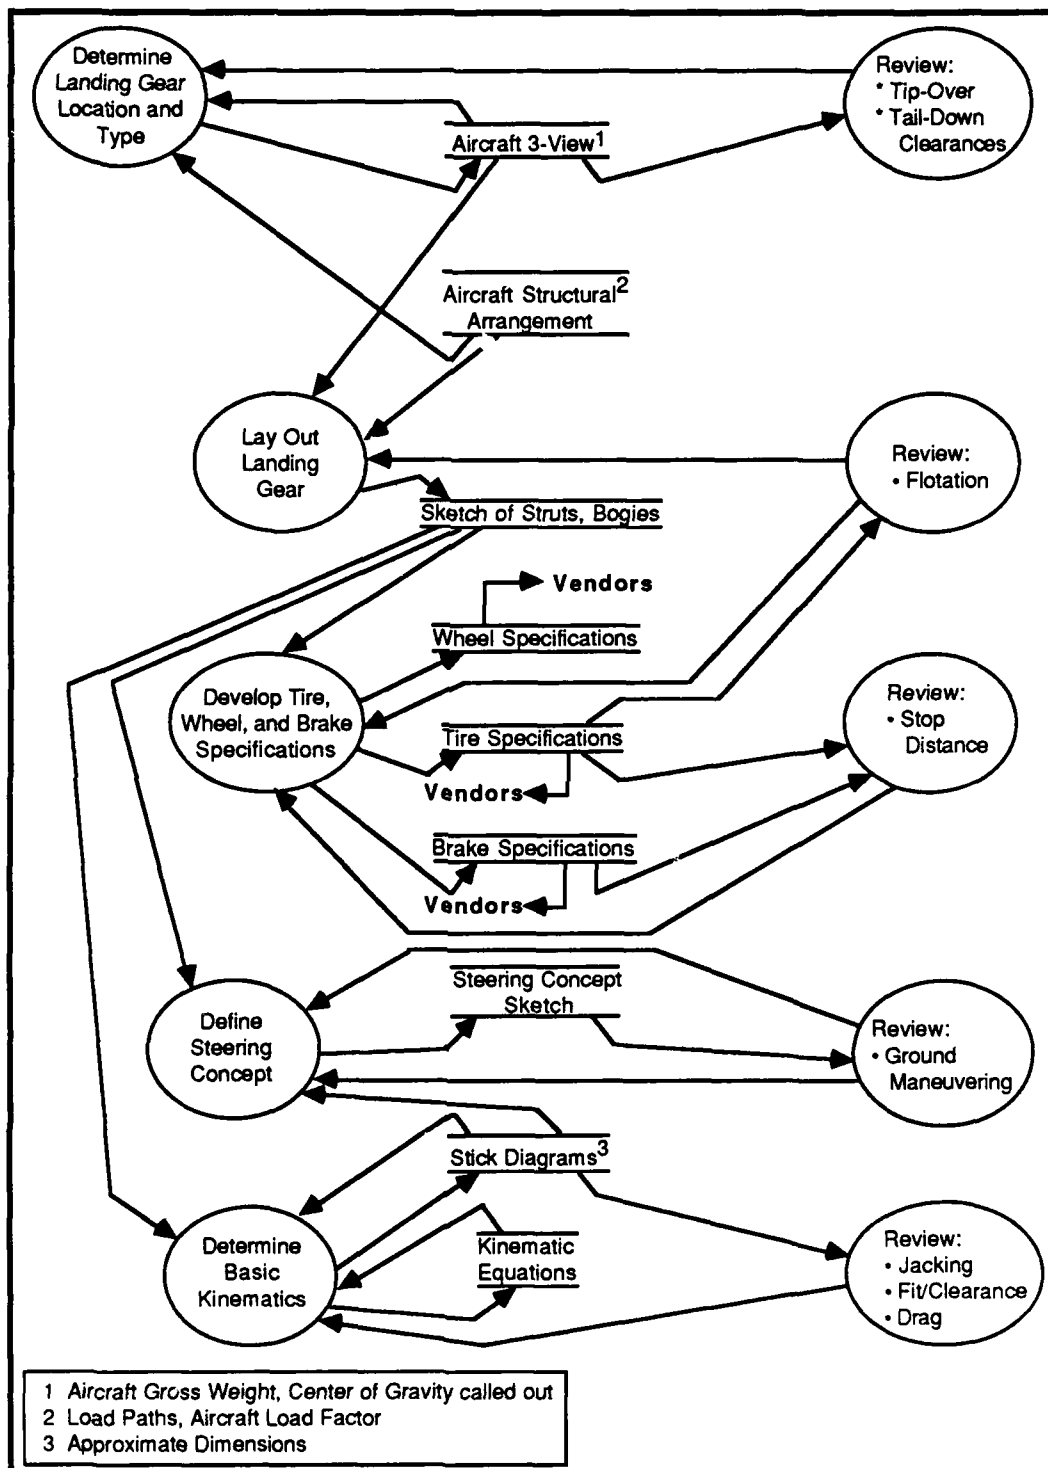 Determine
Landing Gear
Location and
Type
Review:
* Tip-Over
* Tail-Down
Clearances
Aircraft 3-View1
Aircraft Structural2
Arrangement
Lay Out
Landing
Gear
Review:
• Flotation
Sketch of Struts, Bogies
Vendors
Wheel Specifications
Develop Tire,
Wheel, and Brake
Specifications
Review:
• Stop
Distance
Tire Specifications
Vendors
Brake Specifications
Vendors
Steering Concept
Sketch
Define
Steering
Concept
Review:
• Ground
Maneuvering
Stick Diagrams3
Determine
Basic
Kinematics
Kinematic
Equations
Review:
• Jacking
• Fit/Clearance
• Drag
1 Aircraft Gross Weight, Center of Gravity called out
2 Load Paths, Aircraft Load Factor
3 Approximate Dimensions